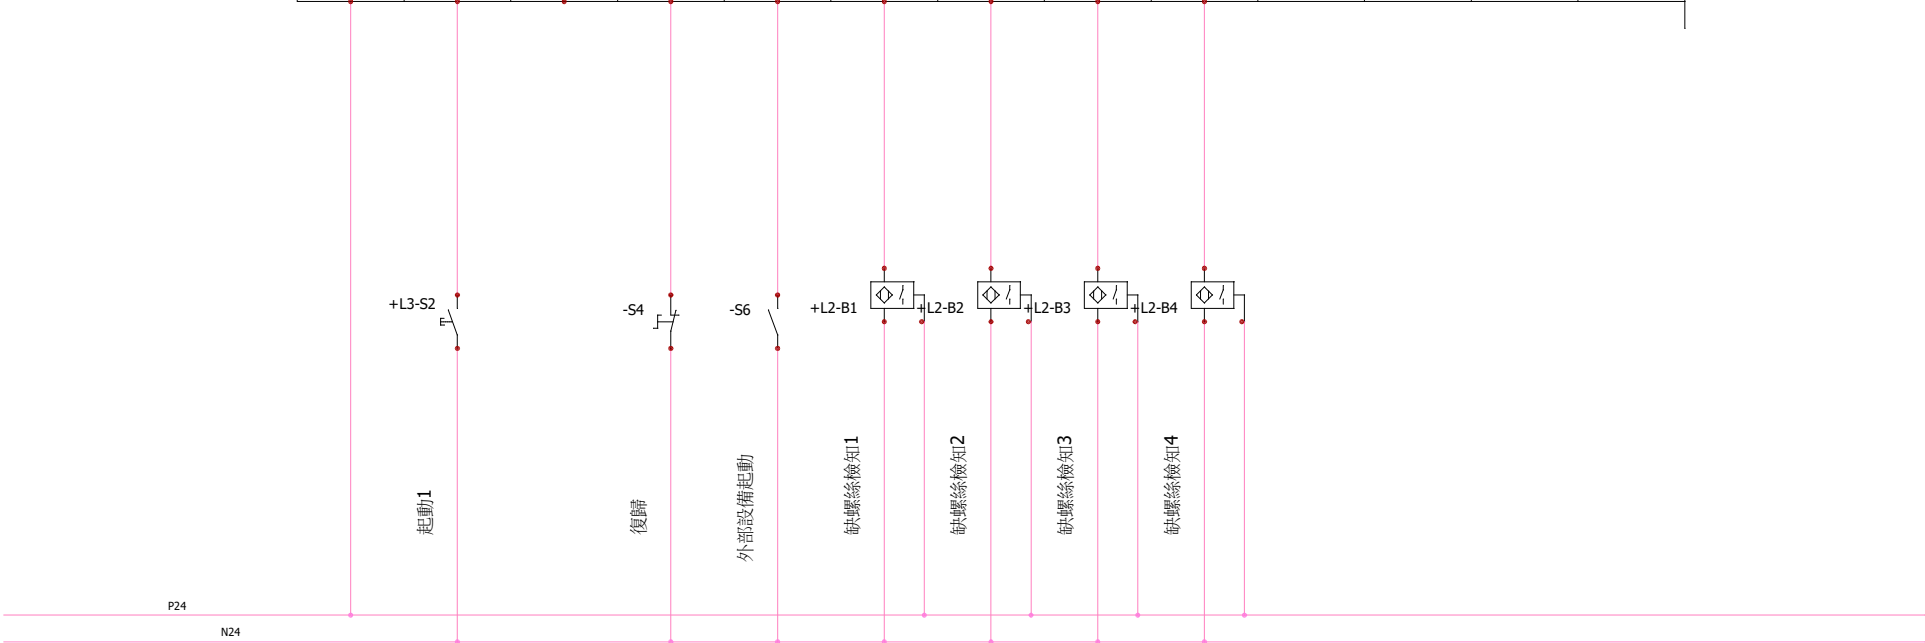 +L3-S2
-S4
-S6
+L2-B1
+L2-B2
+L2-B3
+L2-B4
起動1
復歸
外部設備起動
缺螺絲檢知1
缺螺絲檢知2
缺螺絲檢知3
缺螺絲檢知4
P24
N24